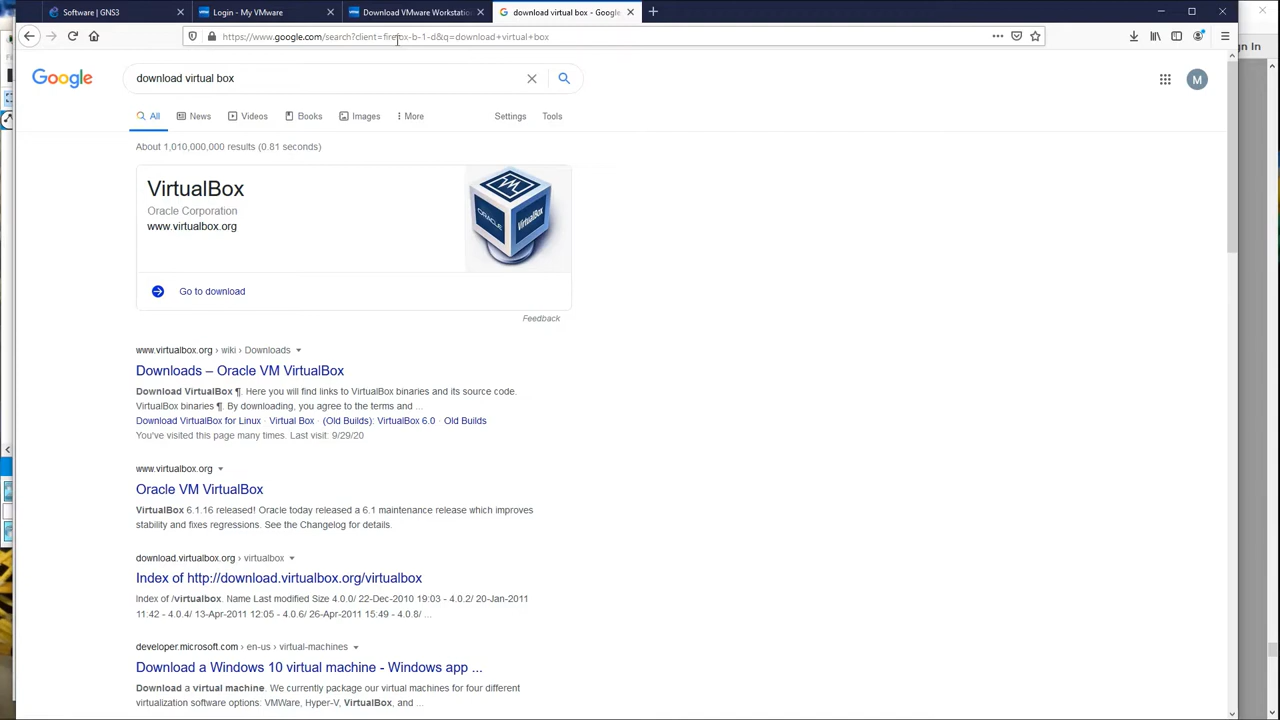 Software | GNS3
Login - My VMware
Download VMware Workstation
download virtual box - Google
https://www.google.com/search?client=firefox-b-1-d&q=download+virtual+box
Sign In
Google
download virtual box
M
All
News
Videos
Books
Images
More
Settings
Tools
About 1,010,000,000 results (0.81 seconds)
VirtualBox
Oracle Corporation
www.virtualbox.org
VM
ORACLE
VirtualBox
Go to download
Feedback
www.virtualbox.org › wiki › Downloads
Downloads – Oracle VM VirtualBox
Download VirtualBox ¶. Here you will find links to VirtualBox binaries and its source code.
VirtualBox binaries ¶. By downloading, you agree to the terms and ...
Download VirtualBox for Linux · Virtual Box · (Old Builds): VirtualBox 6.0 · Old Builds
You've visited this page many times. Last visit: 9/29/20
www.virtualbox.org
Oracle VM VirtualBox
VirtualBox 6.1.16 released! Oracle today released a 6.1 maintenance release which improves
stability and fixes regressions. See the Changelog for details.
download.virtualbox.org › virtualbox
Index of http://download.virtualbox.org/virtualbox
Index of /virtualbox. Name Last modified Size 4.0.0/ 22-Dec-2010 19:03 - 4.0.2/ 20-Jan-2011
11:42 - 4.0.4/ 13-Apr-2011 12:05 - 4.0.6/ 26-Apr-2011 15:49 - 4.0.8/ ...
developer.microsoft.com › en-us › virtual-machines
Download a Windows 10 virtual machine - Windows app ...
Download a virtual machine. We currently package our virtual machines for four different
virtualization software options. VMWare, Hyper-V, VirtualBox, and ...